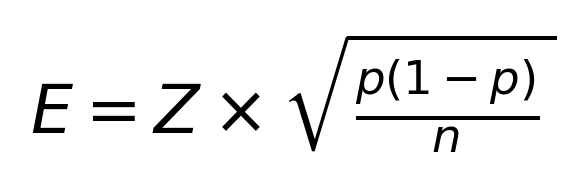 E = Z × √(p(1 − p)/n)